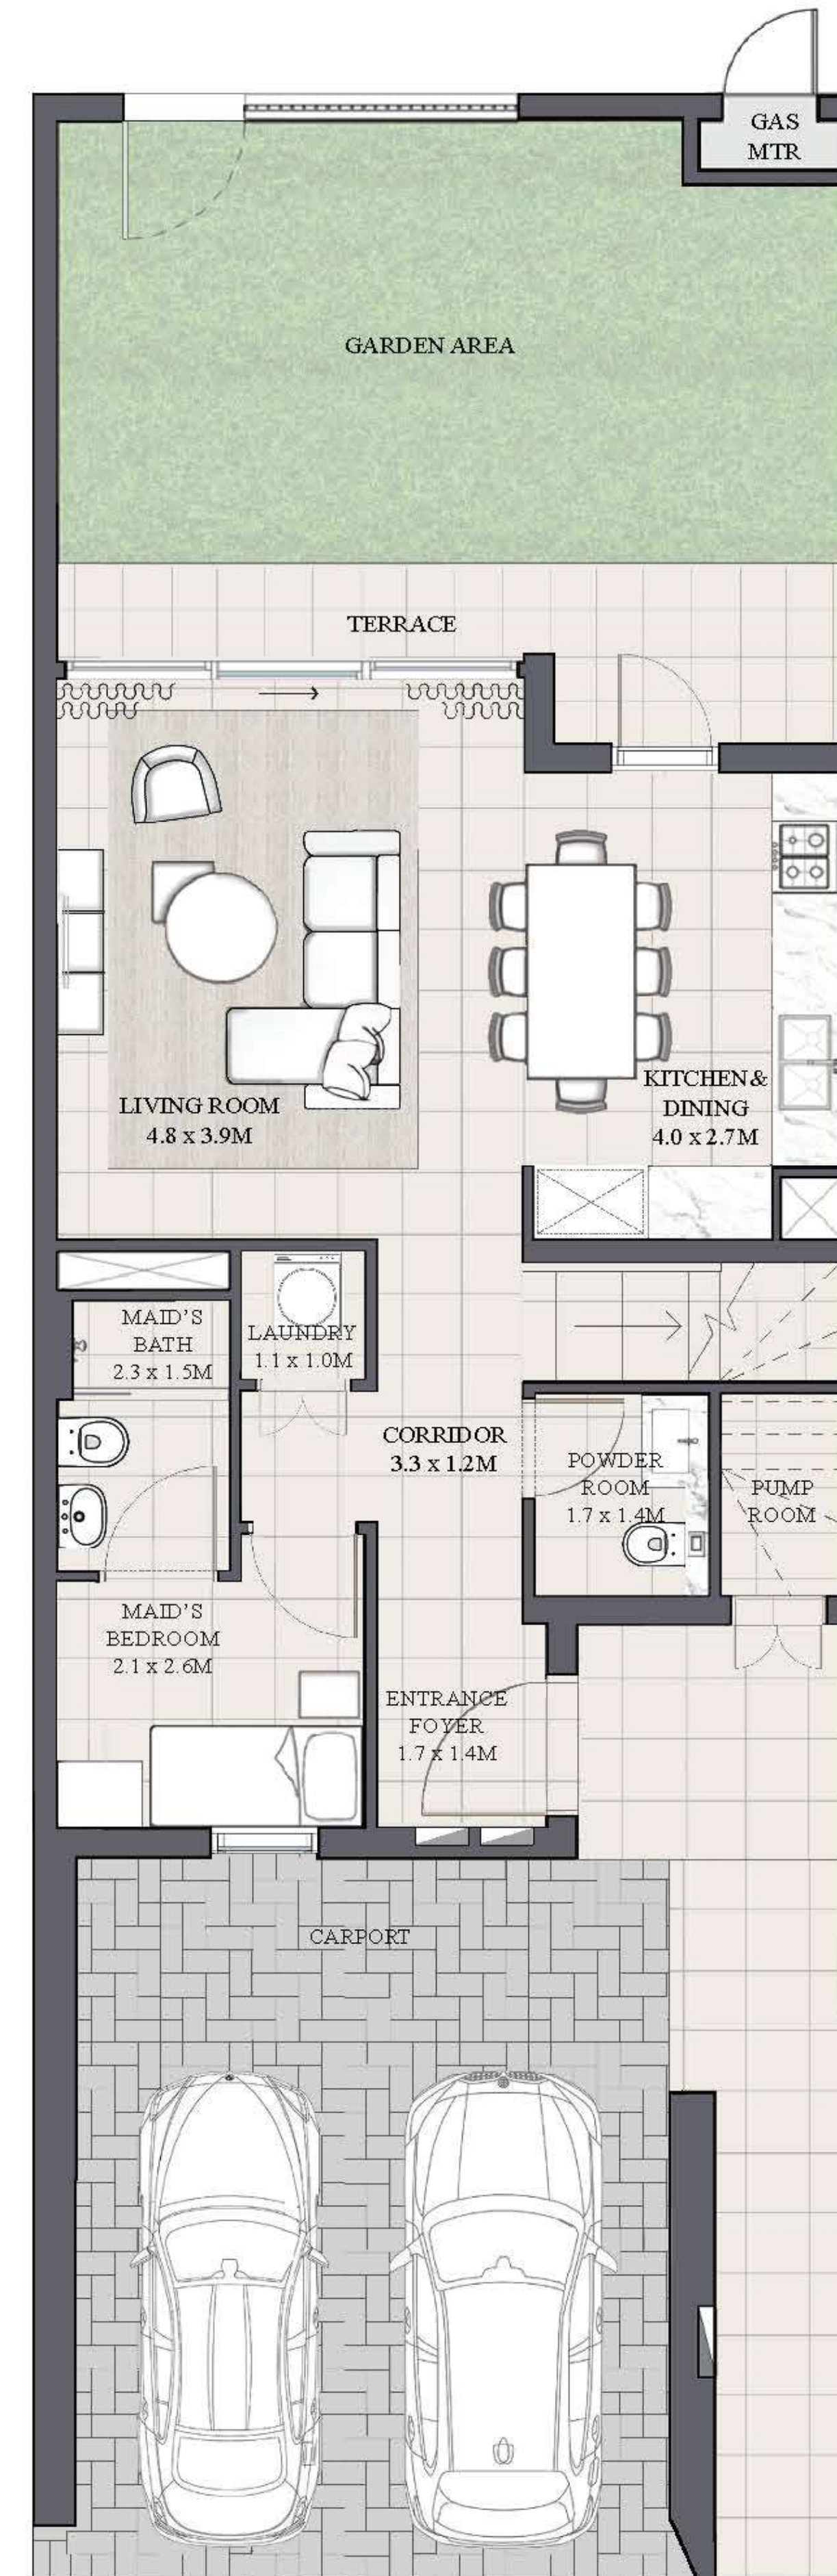 GAS
MTR
GARDEN AREA
TERRACE
LIVING ROOM
4.8 x 3.9M
KITCHEN &
DINING
4.0 x 2.7M
MAID'S
BATH
2.3 x 1.5M
LAUNDRY
1.1 x 1.0M
CORRIDOR
3.3 x 1.2M
POWDER
ROOM
1.7 x 1.4M
PUMP
ROOM
MAID'S
BEDROOM
2.1 x 2.6M
ENTRANCE
FOYER
1.7 x 1.4M
CARPORT